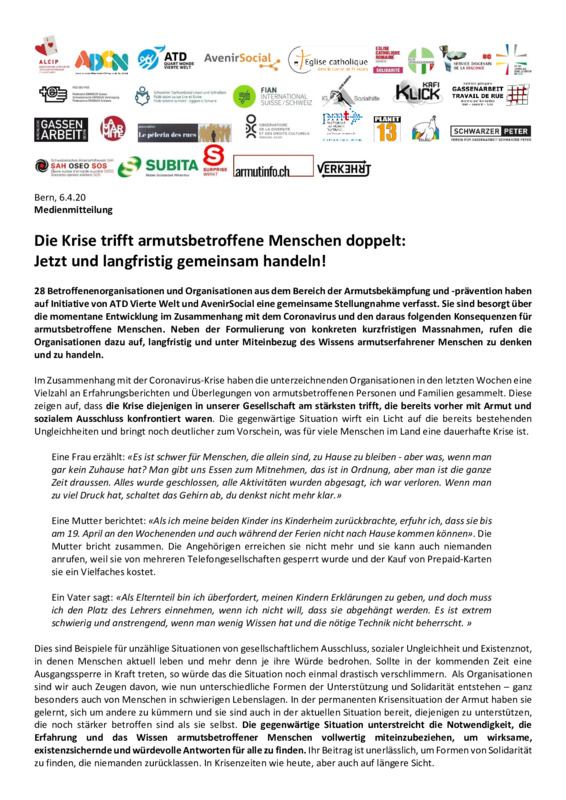 ALCIP
ADCN
ATD
QUART MONDE
VIERTE WELT
AvenirSocial
Eglise catholique
EGLISE
CATHOLIQUE
ROMAINE
SOLIDARITÉ
SERVICE DIOCÉSAIN
DE LA DIACONIE
FIAN
INTERNATIONAL
SUISSE/SCHWEIZ
IG Sozialhilfe
KAFI
KLICK
GASSENARBEIT
TRAVAIL DE RUE
GASSEN
ARBEIT
Le pèlerin des rues
OBSERVATOIRE
DE LA DIVERSITÉ
ET DES DROITS CULTURELS
PLANET
13
SCHWARZER PETER
VEREIN FÜR GASSENARBEIT / SCHWARZER PETER
SAH OSEO SOS
SUBITA
SURPRISE
WIRKT
armutinfo.ch
VERKEHRT
Bern, 6.4.20
Medienmitteilung
Die Krise trifft armutsbetroffene Menschen doppelt:
Jetzt und langfristig gemeinsam handeln!
28 Betroffenenorganisationen und Organisationen aus dem Bereich der Armutsbekämpfung und -prävention haben
auf Initiative von ATD Vierte Welt und AvenirSocial eine gemeinsame Stellungnahme verfasst. Sie sind besorgt über
die momentane Entwicklung im Zusammenhang mit dem Coronavirus und den daraus folgenden Konsequenzen für
armutsbetroffene Menschen. Neben der Formulierung von konkreten kurzfristigen Massnahmen, rufen die
Organisationen dazu auf, langfristig und unter Miteinbezug des Wissens armutserfahrener Menschen zu denken
und zu handeln.
Im Zusammenhang mit der Coronavirus-Krise haben die unterzeichnenden Organisationen in den letzten Wochen eine
Vielzahl an Erfahrungsberichten und Überlegungen von armutsbetroffenen Personen und Familien gesammelt. Diese
zeigen auf, dass die Krise diejenigen in unserer Gesellschaft am stärksten trifft, die bereits vorher mit Armut und
sozialem Ausschluss konfrontiert waren. Die gegenwärtige Situation wirft ein Licht auf die bereits bestehenden
Ungleichheiten und bringt noch deutlicher zum Vorschein, was für viele Menschen im Land eine dauerhafte Krise ist.
Eine Frau erzählt: «Es ist schwer für Menschen, die allein sind, zu Hause zu bleiben - aber was, wenn man
gar kein Zuhause hat? Man gibt uns Essen zum Mitnehmen, das ist in Ordnung, aber man ist die ganze
Zeit draussen. Alles wurde geschlossen, alle Aktivitäten wurden abgesagt, ich war verloren. Wenn man
zu viel Druck hat, schaltet das Gehirn ab, du denkst nicht mehr klar.»
Eine Mutter berichtet: «Als ich meine beiden Kinder ins Kinderheim zurückbrachte, erfuhr ich, dass sie bis
am 19. April an den Wochenenden und auch während der Ferien nicht nach Hause kommen können». Die
Mutter bricht zusammen. Die Angehörigen erreichen sie nicht mehr und sie kann auch niemanden
anrufen, weil sie von mehreren Telefongesellschaften gesperrt wurde und der Kauf von Prepaid-Karten
sie ein Vielfaches kostet.
Ein Vater sagt: «Als Elternteil bin ich überfordert, meinen Kindern Erklärungen zu geben, und doch muss
ich den Platz des Lehrers einnehmen, wenn ich nicht will, dass sie abgehängt werden. Es ist extrem
schwierig und anstrengend, wenn man wenig Wissen hat und die nötige Technik nicht beherrscht. »
Dies sind Beispiele für unzählige Situationen von gesellschaftlichem Ausschluss, sozialer Ungleichheit und Existenznot,
in denen Menschen aktuell leben und mehr denn je ihre Würde bedrohen. Sollte in der kommenden Zeit eine
Ausgangssperre in Kraft treten, so würde das die Situation noch einmal drastisch verschlimmern. Als Organisationen
sind wir auch Zeugen davon, wie nun unterschiedliche Formen der Unterstützung und Solidarität entstehen – ganz
besonders auch von Menschen in schwierigen Lebenslagen. In der permanenten Krisensituation der Armut haben sie
gelernt, sich um andere zu kümmern und sie sind auch in der aktuellen Situation bereit, diejenigen zu unterstützen,
die noch stärker betroffen sind als sie selbst. Die gegenwärtige Situation unterstreicht die Notwendigkeit, die
Erfahrung und das Wissen armutsbetroffener Menschen vollwertig miteinzubeziehen, um wirksame,
existenzsichernde und würdevolle Antworten für alle zu finden. Ihr Beitrag ist unerlässlich, um Formen von Solidarität
zu finden, die niemanden zurücklassen. In Krisenzeiten wie heute, aber auch auf längere Sicht.